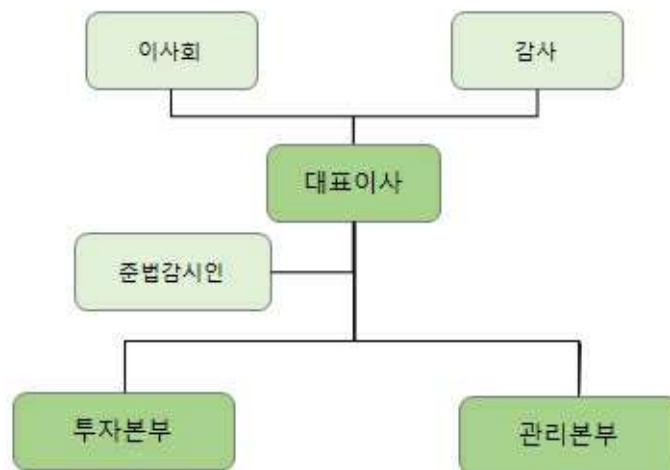 이사회
감사
대표이사
준법감시인
투자본부
관리본부